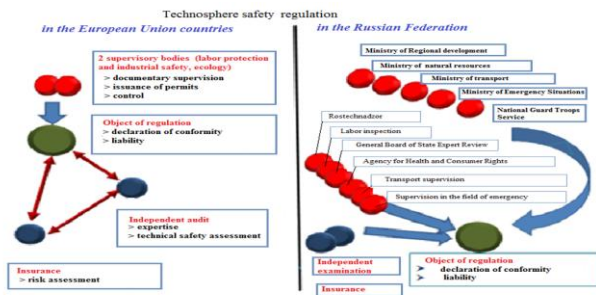 Technosphere safety regulation
in the European Union countries
2 supervisory bodies (labor protection
and industrial safety, ecology)
> documentary supervision
> issuance of permits
> control
Object of regulation
> declaration of conformity
> liability
Independent audit
> expertise
> technical safety assessment
Insurance
> risk assessment
in the Russian Federation
Ministry of Regional development
Ministry of natural resources
Ministry of transport
Ministry of Emergency Situations
National Guard Troops
Service
Rostechnadzor
Labor inspection
General Board of State Expert Review
Agency for Health and Consumer Rights
Transport supervision
Supervision in the field of emergency
Independent
examination
Insurance
Object of regulation
declaration of conformity
liability